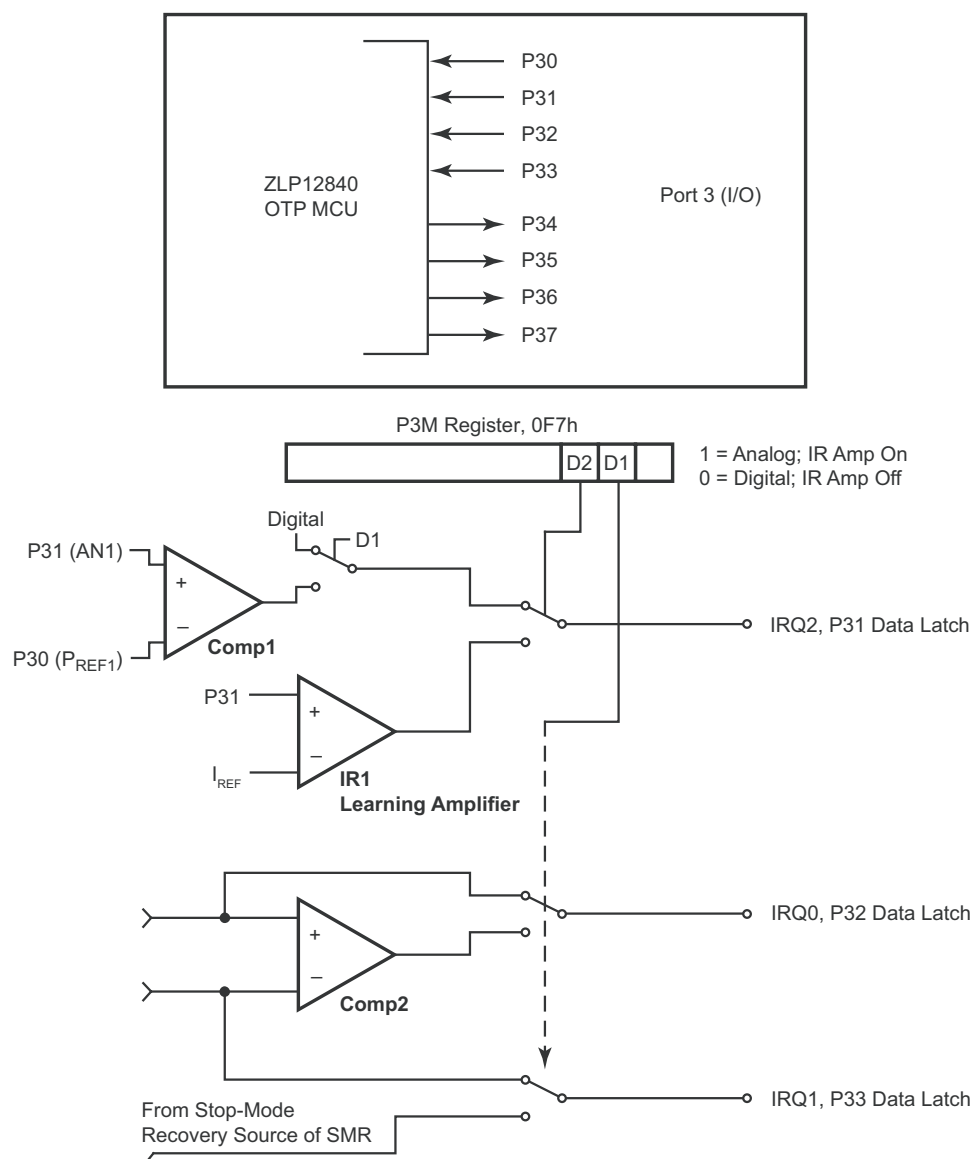 P30
P31
P32
P33
ZLP12840
OTP MCU
Port 3 (I/O)
P34
P35
P36
P37
P3M Register, 0F7h
D2 D1
1 = Analog; IR Amp On
0 = Digital; IR Amp Off
Digital
D1
P31 (AN1)
+
–
Comp1
P30 (PREF1)
IRQ2, P31 Data Latch
P31
+
–
IREF
IR1
Learning Amplifier
IRQ0, P32 Data Latch
+
–
Comp2
IRQ1, P33 Data Latch
From Stop-Mode
Recovery Source of SMR